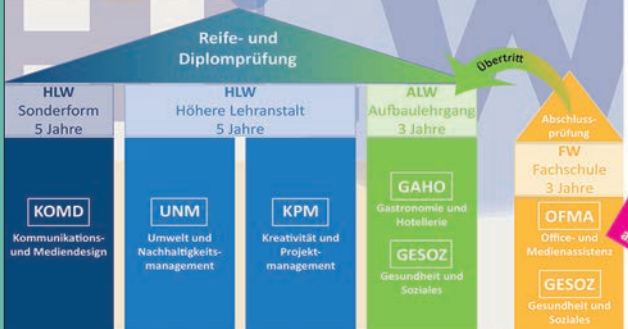 Reife- und
Diplomprüfung
Übertritt
HLW
Sonderform
5 Jahre
HLW
Höhere Lehranstalt
5 Jahre
ALW
Aufbaulehrgang
3 Jahre
Abschluss-
prüfung
FW
Fachschule
3 Jahre
KOMD
Kommunikations-
und Mediendesign
UNM
Umwelt und
Nachhaltigkeits-
management
KPM
Kreativität und
Projekt-
management
GAHO
Gastronomie und
Hotellerie
GESOZ
Gesundheit und
Soziales
OFMA
Office- und
Medienassistenz
GESOZ
Gesundheit und
Soziales